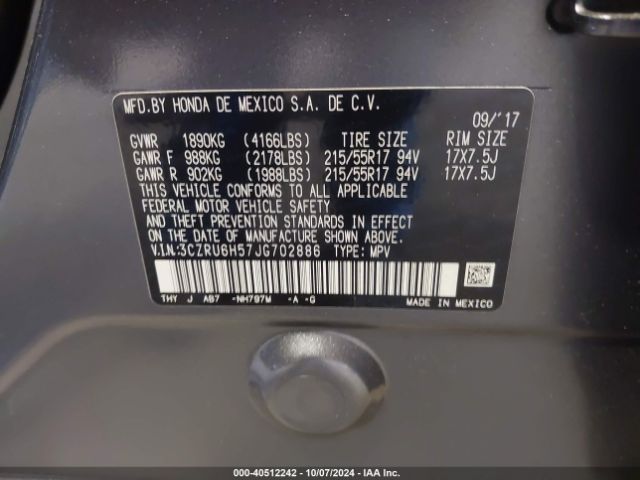 MFD.BY HONDA DE MEXICO S.A. DE C.V.
09/'17
GVWR 1890KG (4166LBS) TIRE SIZE RIM SIZE
GAWR F 988KG (2178LBS) 215/55R17 94V 17X7.5J
GAWR R 902KG (1988LBS) 215/55R17 94V 17X7.5J
THIS VEHICLE CONFORMS TO ALL APPLICABLE
FEDERAL MOTOR VEHICLE SAFETY
AND THEFT PREVENTION STANDARDS IN EFFECT
ON THE DATE OF MANUFACTURE SHOWN ABOVE.
V.I.N:3CZRU6H57JG702886 TYPE: MPV
THY J AB7 -NH797M -A -G MADE IN MEXICO
000-40512242 - 10/07/2024 - IAA Inc.